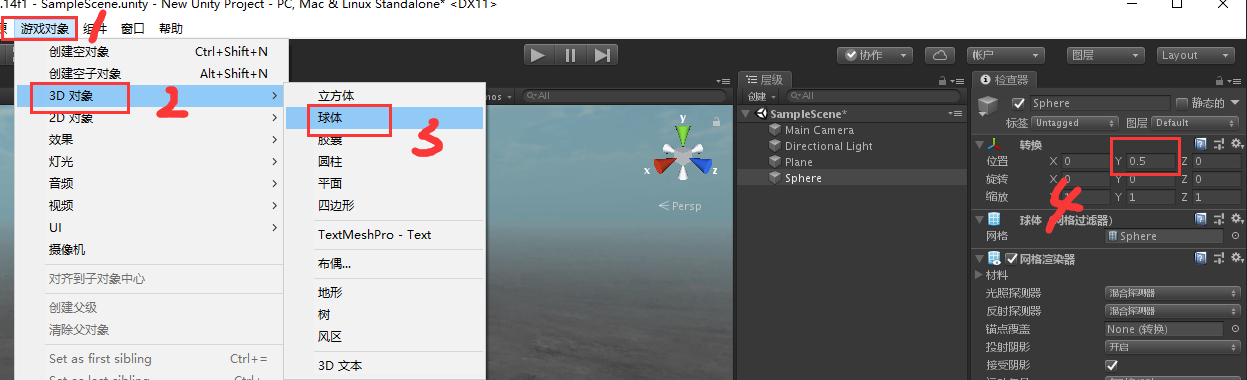 .14f1 - SampleScene.unity - New Unity Project - PC, Mac & Linux Standalone* <DX11>
游戏对象 组件 窗口 帮助
1
创建空对象 Ctrl+Shift+N
创建空子对象 Alt+Shift+N
3D 对象
2
2D 对象
效果
灯光
音频
视频
UI
摄像机
对齐到子对象中心
创建父级
清除父对象
Set as first sibling Ctrl+=
立方体
球体
3
胶囊
圆柱
平面
四边形
TextMeshPro - Text
布偶...
地形
树
风区
3D 文本
协作 帐户 图层 Layout
All
y
x
z
Persp
层级
创建 All
SampleScene*
Main Camera
Directional Light
Plane
Sphere
检查器
Sphere 静态的
标签 Untagged 图层 Default
转换
位置 X 0 Y 0.5 Z 0
旋转 X 0 Y 0 Z 0
缩放 Y 1 Z 1
4
球体 (网格过滤器)
网格 Sphere
网格渲染器
材料
光照探测器 混合探测器
反射探测器 混合探测器
锚点覆盖 None (转换)
投射阴影 开启
接受阴影